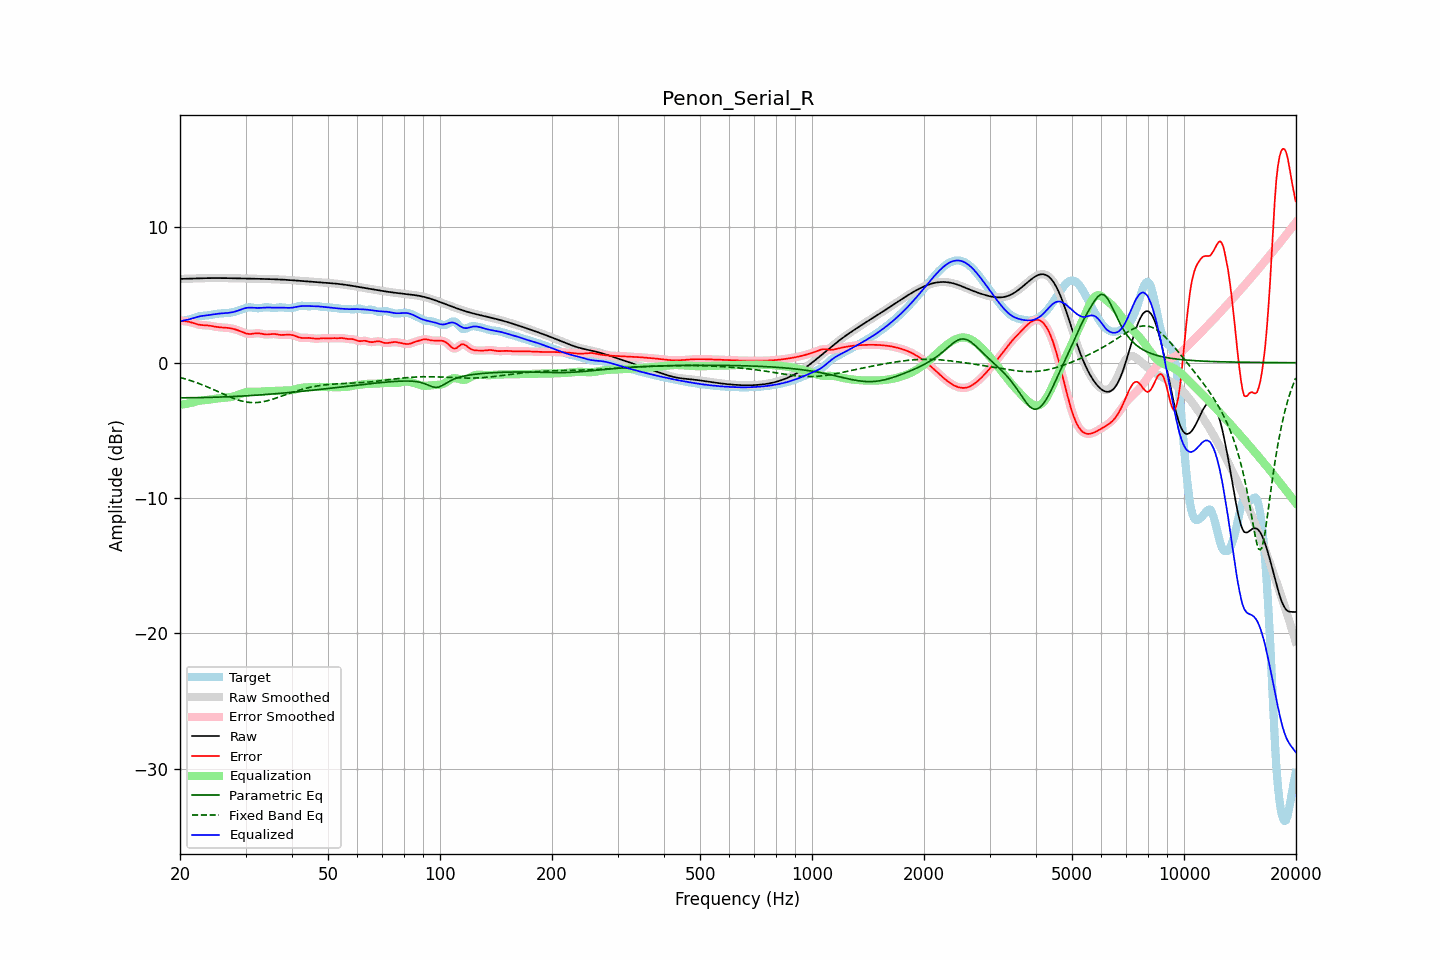 Penon_Serial_R
Amplitude (dBr)
10
0
−10
−20
−30
Target
Raw Smoothed
Error Smoothed
Raw
Error
Equalization
Parametric Eq
Fixed Band Eq
Equalized
20 50 100 200 500 1000 2000 5000 10000 20000
Frequency (Hz)